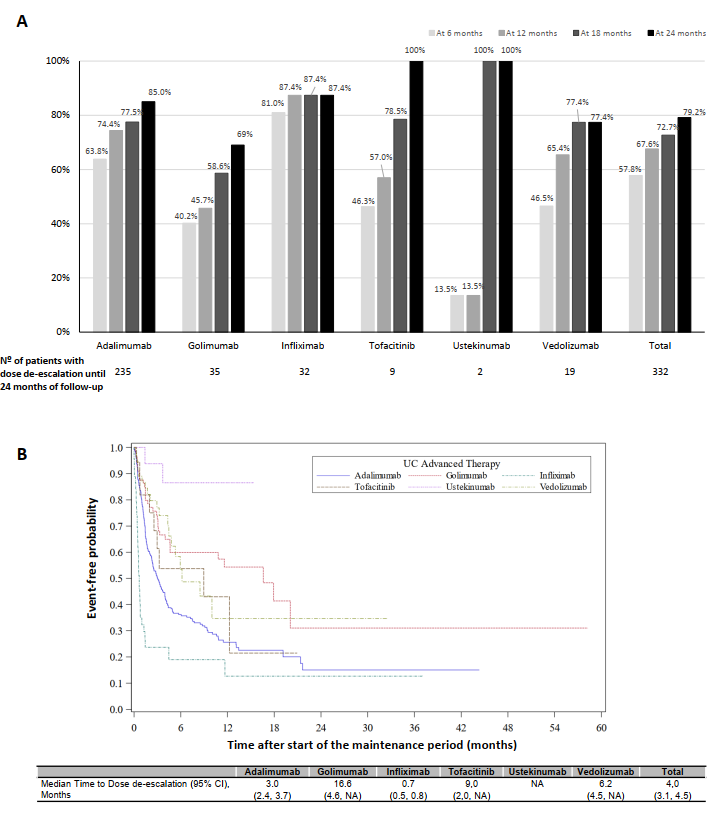 A
At 6 months At 12 months At 18 months At 24 months
100%
80%
60%
40%
20%
0%
63.8% 74.4% 77.5% 85.0%
40.2% 45.7% 58.6% 69%
81.0% 87.4% 87.4% 87.4%
46.3% 57.0% 78.5% 100%
13.5% 13.5% 100% 100%
46.5% 65.4% 77.4% 77.4%
57.8% 67.6% 72.7% 79.2%
Adalimumab Golimumab Infliximab Tofacitinib Ustekinumab Vedolizumab Total
Nº of patients with
dose de-escalation until
24 months of follow-up
235 35 32 9 2 19 332
B
Event-free probability
1.0
0.9
0.8
0.7
0.6
0.5
0.4
0.3
0.2
0.1
0.0
UC Advanced Therapy
Adalimumab Golimumab Infliximab
Tofacitinib Ustekinumab Vedolizumab
0 6 12 18 24 30 36 42 48 54 60
Time after start of the maintenance period (months)
Adalimumab Golimumab Infliximab Tofacitinib Ustekinumab Vedolizumab Total
Median Time to Dose de-escalation (95% CI), 3.0 16.6 0.7 9,0 NA 6.2 4,0
Months (2.4, 3.7) (4.6, NA) (0.5, 0.8) (2,0, NA) (4.5, NA) (3.1, 4.5)